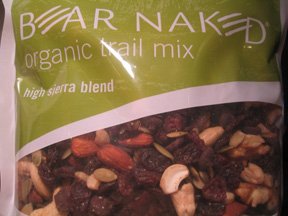 BEAR NAKED®
organic trail mix
high sierra blend